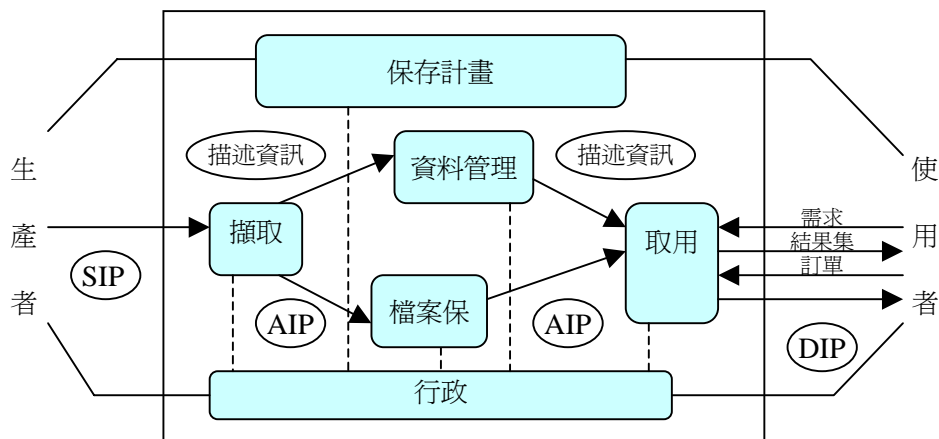 保存計畫
描述資訊
資料管理
描述資訊
生產者
擷取
取用
需求
結果集
訂單
使用者
SIP
AIP
檔案保
AIP
DIP
行政